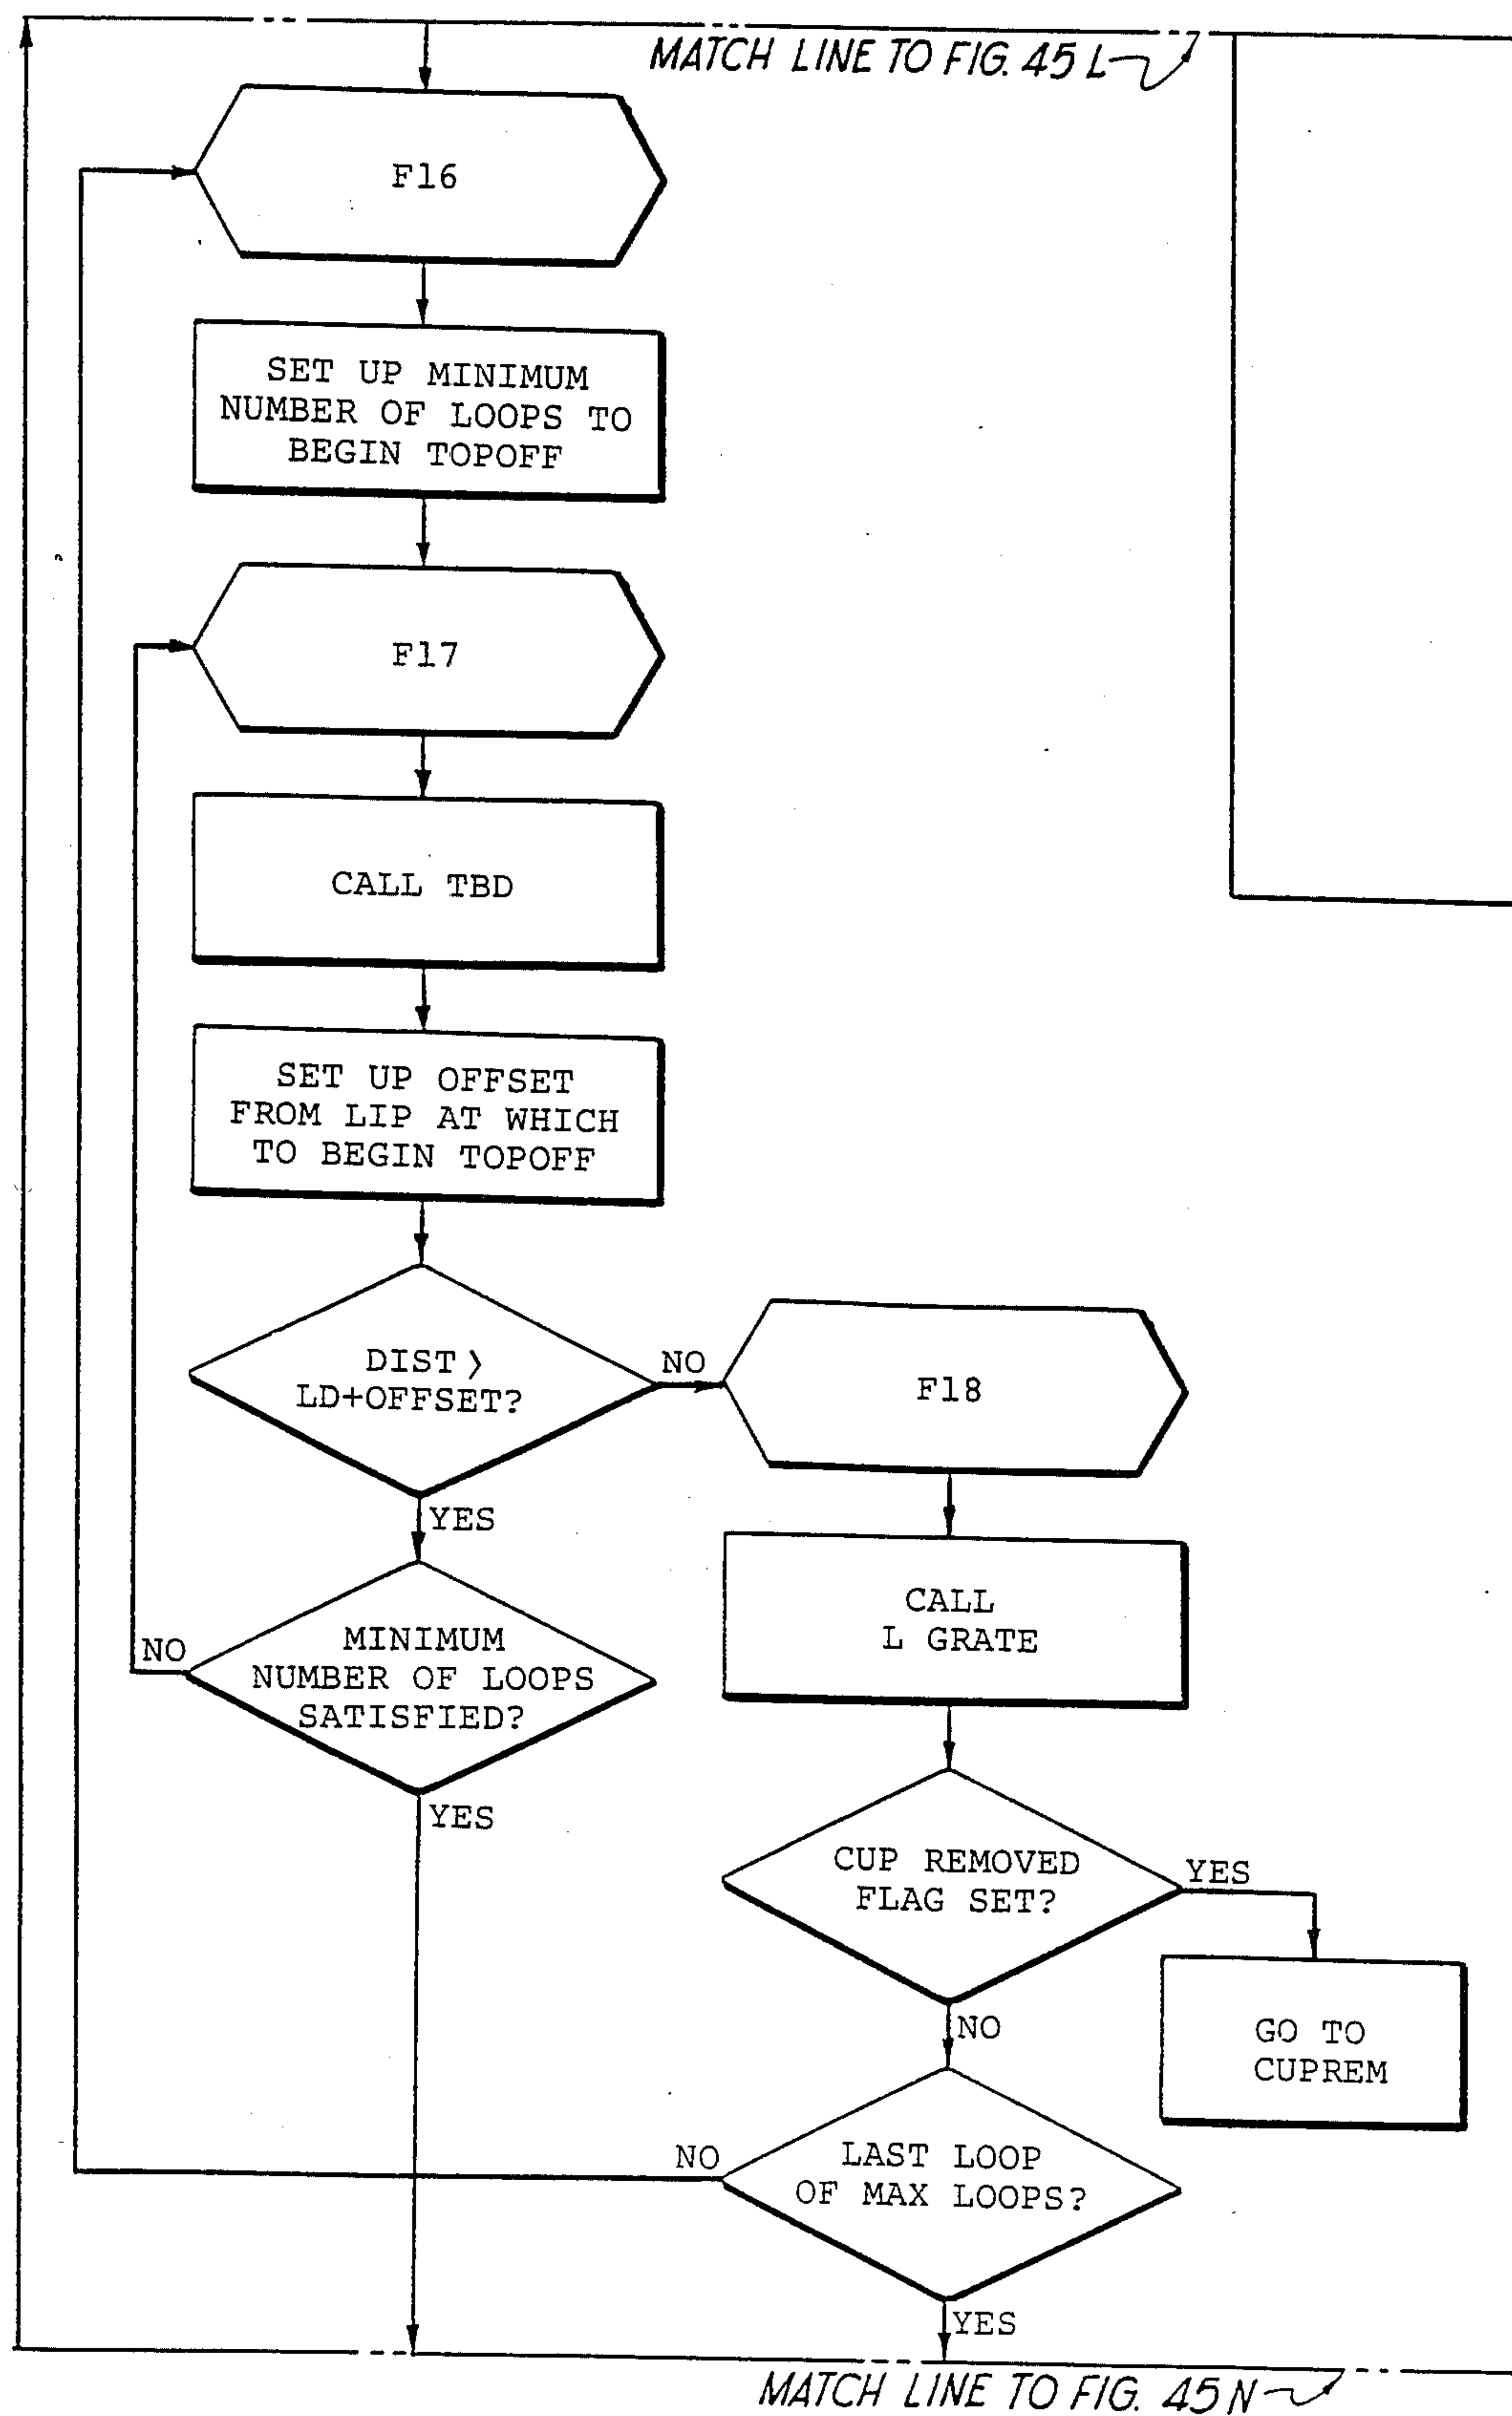 MATCH LINE TO FIG. 45 L
F16
SET UP MINIMUM
NUMBER OF LOOPS TO
BEGIN TOPOFF
F17
CALL TBD
SET UP OFFSET
FROM LIP AT WHICH
TO BEGIN TOPOFF
DIST >
LD+OFFSET?
NO
F18
YES
CALL
L GRATE
MINIMUM
NUMBER OF LOOPS
SATISFIED?
NO
YES
CUP REMOVED
FLAG SET?
YES
GO TO
CUPREM
NO
LAST LOOP
OF MAX LOOPS?
NO
YES
MATCH LINE TO FIG. 45 N